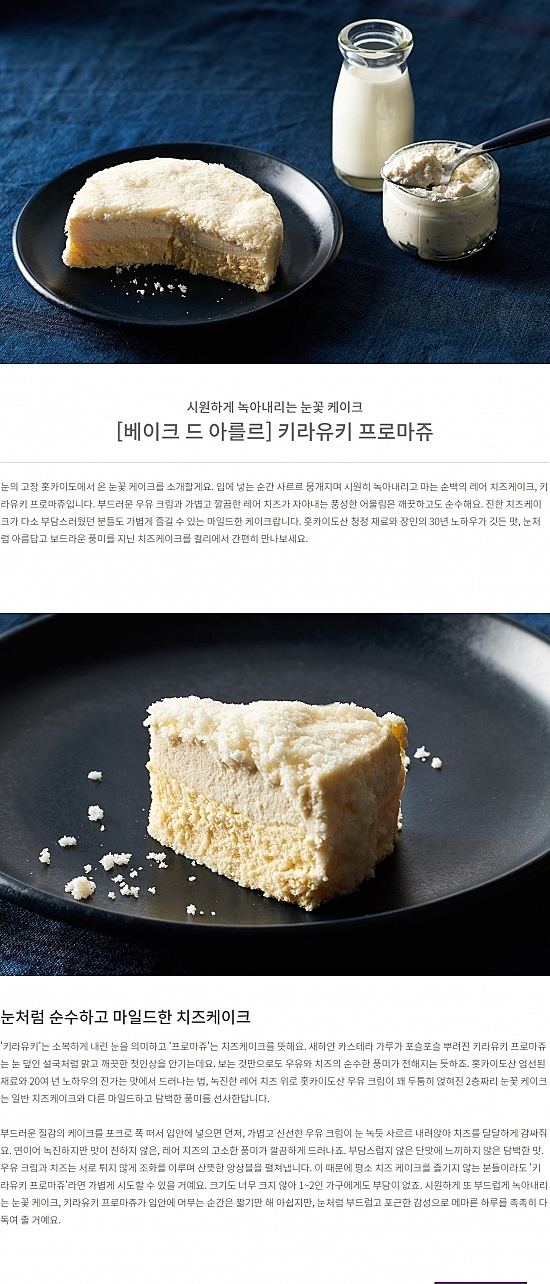 시원하게 녹아내리는 눈꽃 케이크
[베이크 드 아를르] 키라유키 프로마쥬
눈의 고장 홋카이도에서 온 눈꽃 케이크를 소개할게요. 입에 넣는 순간 사르르 뭉개지며 시원히 녹아내리고 마는 순백의 레어 치즈케이크, 키
라유키 프로마쥬입니다. 부드러운 우유 크림과 가볍고 깔끔한 레어 치즈가 자아내는 풍성한 어울림은 깨끗하고도 순수해요. 진한 치즈케이
크가 다소 부담스러웠던 분들도 가볍게 즐길 수 있는 마일드한 케이크랍니다. 홋카이도산 청정 재료와 장인의 30년 노하우가 깃든 맛, 눈처
럼 아름답고 보드라운 풍미를 지닌 치즈케이크를 컬리에서 간편히 만나보세요.
눈처럼 순수하고 마일드한 치즈케이크
'키라유키'는 소복하게 내린 눈을 의미하고 '프로마쥬'는 치즈케이크를 뜻해요. 새하얀 카스테라 가루가 포슬포슬 뿌려진 키라유키 프로마쥬
는 눈 덮인 설국처럼 맑고 깨끗한 첫인상을 안기는데요. 보는 것만으로도 우유와 치즈의 순수한 풍미가 전해지는 듯하죠. 홋카이도산 엄선된
재료와 20여 년 노하우의 진가는 맛에서 드러나는 법, 녹진한 레어 치즈 위로 홋카이도산 우유 크림이 꽤 두툼히 얹혀진 2층짜리 눈꽃 케이크
는 일반 치즈케이크와 다른 마일드하고 담백한 풍미를 선사한답니다.
부드러운 질감의 케이크를 포크로 푹 떠서 입안에 넣으면 먼저, 가볍고 신선한 우유 크림이 눈 녹듯 사르르 내려앉아 치즈를 달달하게 감싸줘
요. 연이어 녹진하지만 맛이 진하지 않은, 레어 치즈의 고소한 풍미가 깔끔하게 드러나죠. 부담스럽지 않은 단맛에 느끼하지 않은 담백한 맛.
우유 크림과 치즈는 서로 튀지 않게 조화를 이루며 산뜻한 앙상블을 펼쳐냅니다. 이 때문에 평소 치즈 케이크를 즐기지 않는 분들이라도 '키
라유키 프로마쥬'라면 가볍게 시도할 수 있을 거예요. 크기도 너무 크지 않아 1~2인 가구에게도 부담이 없죠. 시원하게 또 부드럽게 녹아내리
는 눈꽃 케이크, 키라유키 프로마쥬가 입안에 머무는 순간은 짧기만 해 아쉽지만, 눈처럼 부드럽고 포근한 감성으로 메마른 하루를 촉촉히 다
독여 줄 거예요.